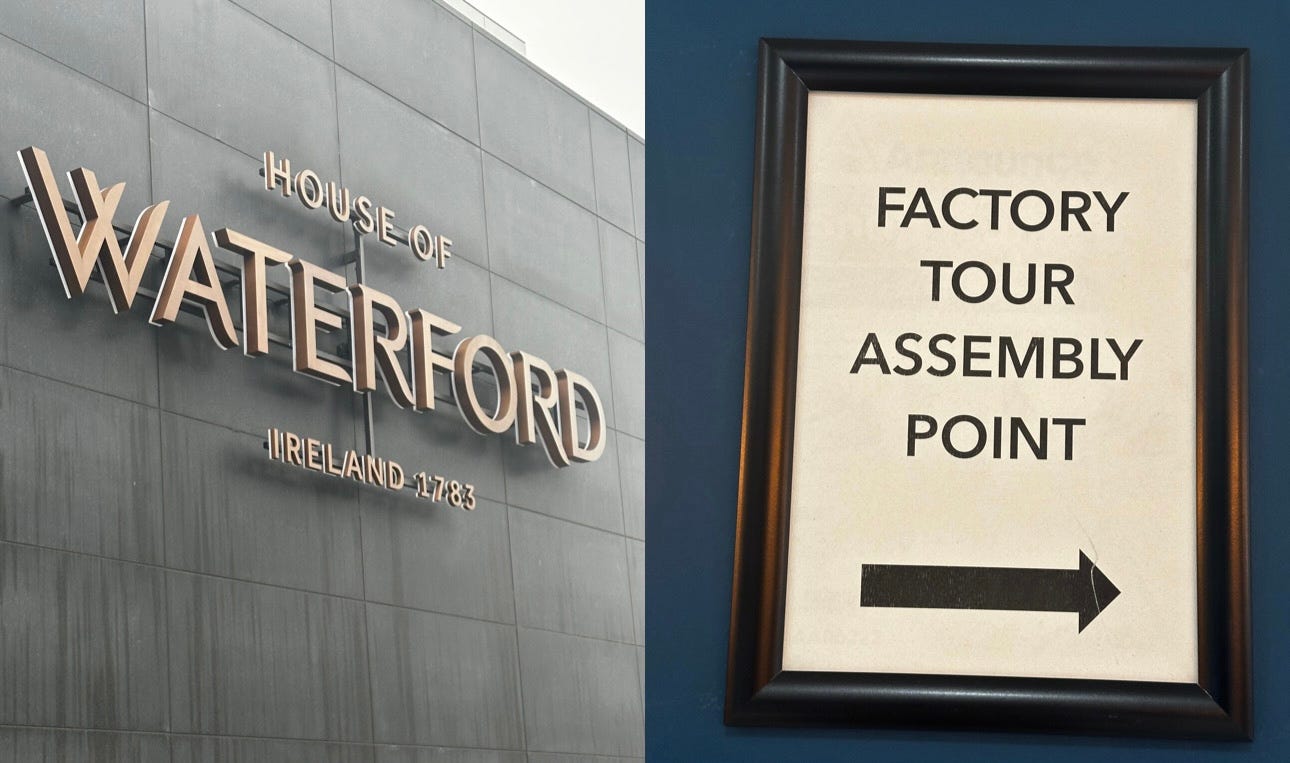 HOUSE OF
WATERFORD
IRELAND 1783
FACTORY
TOUR
ASSEMBLY
POINT